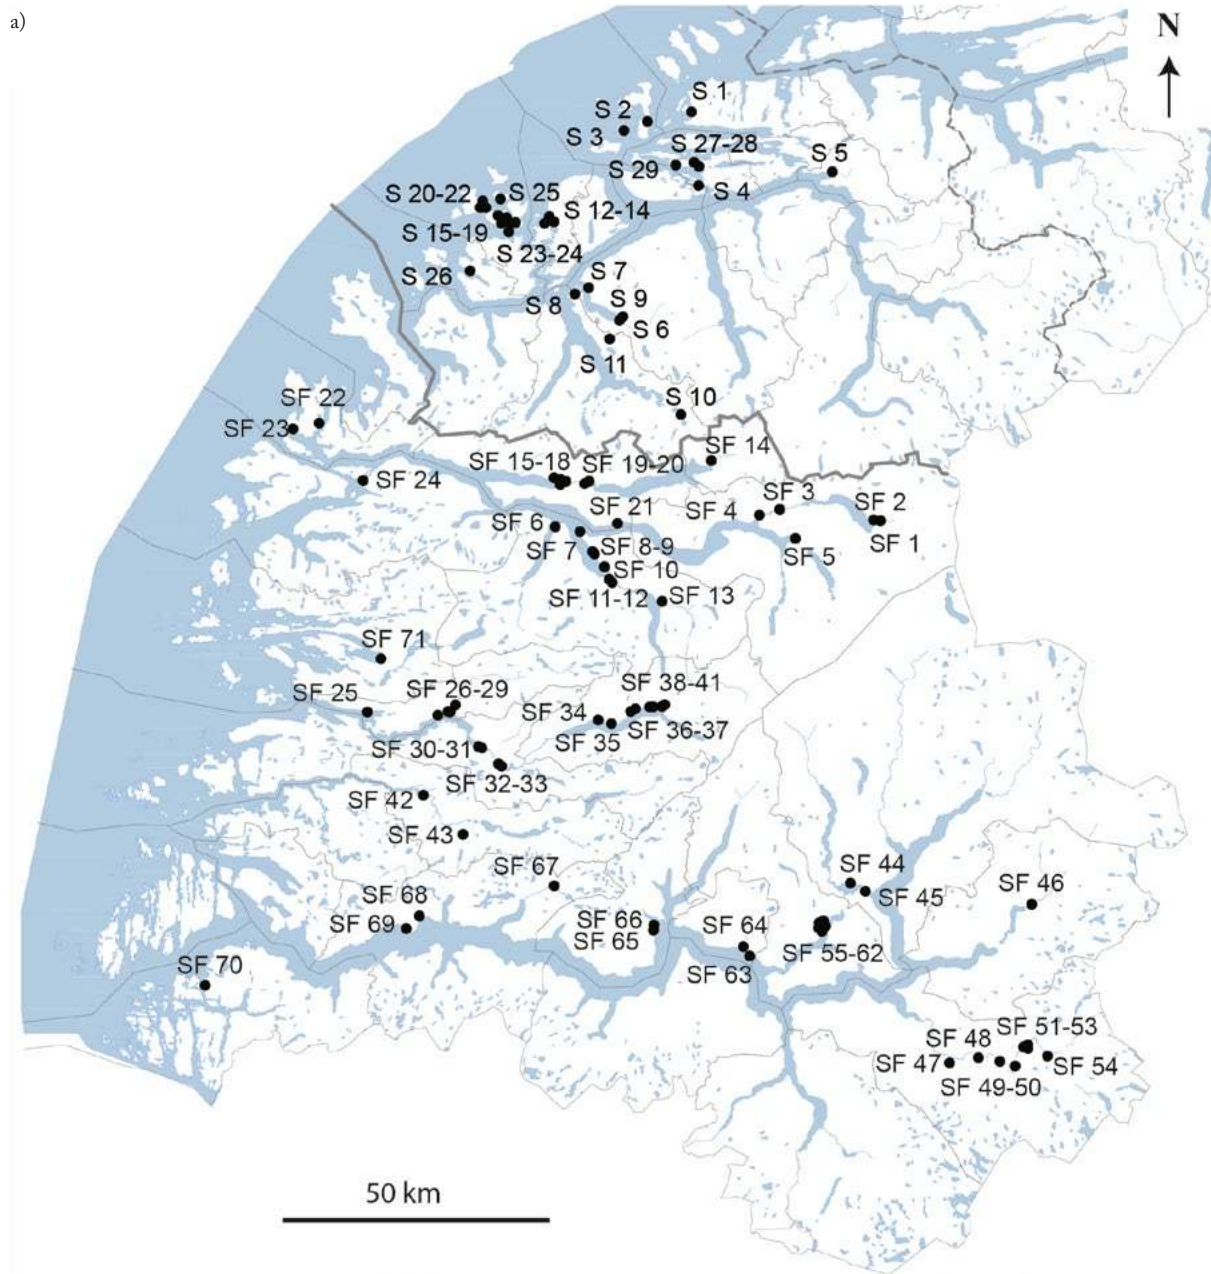 a)
N
S 1
S 2
S 3
S 27-28
S 29
S 5
S 4
S 20-22
S 25
S 12-14
S 15-19
S 23-24
S 26
S 7
S 8
S 9
S 6
S 11
S 10
SF 22
SF 23
SF 14
SF 15-18
SF 19-20
SF 24
SF 3
SF 2
SF 21
SF 4
SF 6
SF 1
SF 7
SF 8-9
SF 5
SF 10
SF 11-12
SF 13
SF 71
SF 25
SF 26-29
SF 38-41
SF 34
SF 36-37
SF 35
SF 30-31
SF 32-33
SF 42
SF 43
SF 67
SF 44
SF 45
SF 46
SF 68
SF 69
SF 66
SF 65
SF 64
SF 55-62
SF 63
SF 70
SF 51-53
SF 48
SF 47
SF 54
SF 49-50
50 km